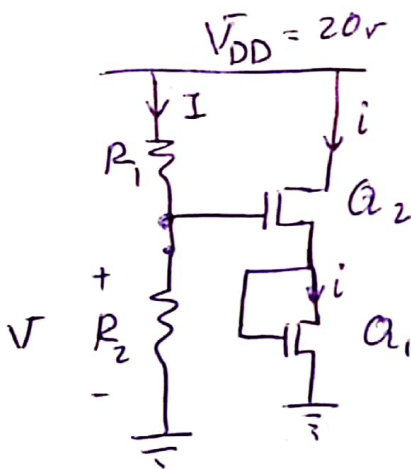 V_DD = 20v
I
i
R₁
Q₂
+
i
V
R₂
Q₁
-